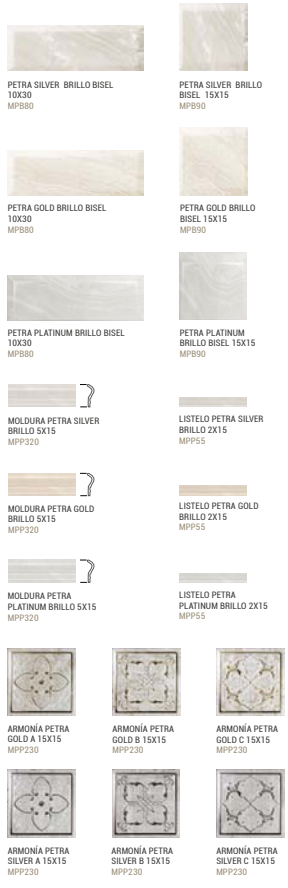 PETRA SILVER BRILLO BISEL
10X30
MPB80
PETRA SILVER BRILLO
BISEL 15X15
MPB90
PETRA GOLD BRILLO BISEL
10X30
MPB80
PETRA GOLD BRILLO
BISEL 15X15
MPB90
PETRA PLATINUM BRILLO BISEL
10X30
MPB80
PETRA PLATINUM
BRILLO BISEL 15X15
MPB90
MOLDURA PETRA SILVER
BRILLO 5X15
MPP320
LISTELO PETRA SILVER
BRILLO 2X15
MPP55
MOLDURA PETRA GOLD
BRILLO 5X15
MPP320
LISTELO PETRA GOLD
BRILLO 2X15
MPP55
MOLDURA PETRA
PLATINUM BRILLO 5X15
MPP320
LISTELO PETRA
PLATINUM BRILLO 2X15
MPP55
ARMONÍA PETRA
GOLD A 15X15
MPP230
ARMONÍA PETRA
GOLD B 15X15
MPP230
ARMONÍA PETRA
GOLD C 15X15
MPP230
ARMONÍA PETRA
SILVER A 15X15
MPP230
ARMONÍA PETRA
SILVER B 15X15
MPP230
ARMONÍA PETRA
SILVER C 15X15
MPP230